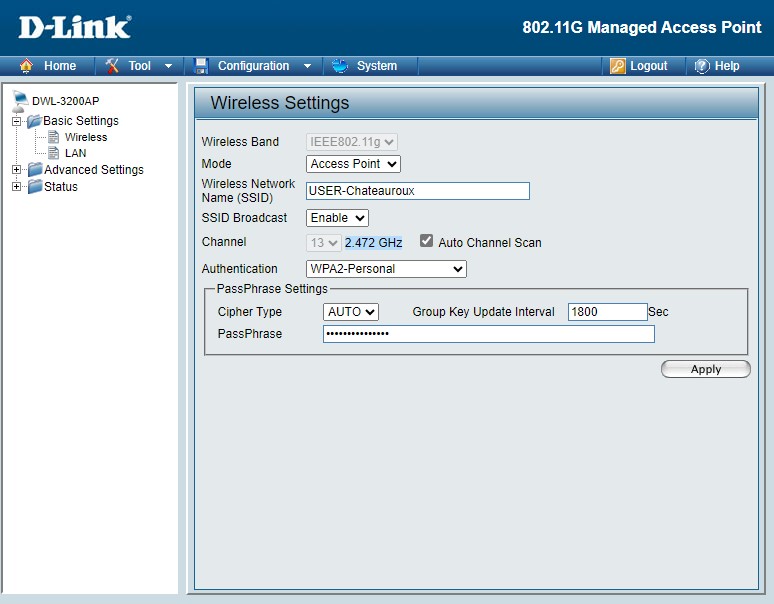 D-Link®
802.11G Managed Access Point
Home Tool Configuration System Logout Help
DWL-3200AP
Basic Settings
Wireless
LAN
Advanced Settings
Status
Wireless Settings
Wireless Band IEEE802.11g
Mode Access Point
Wireless Network
Name (SSID) USER-Chateauroux
SSID Broadcast Enable
Channel 13 2.472 GHz Auto Channel Scan
Authentication WPA2-Personal
PassPhrase Settings
Cipher Type AUTO Group Key Update Interval 1800 Sec
PassPhrase •••••••••••••••
Apply